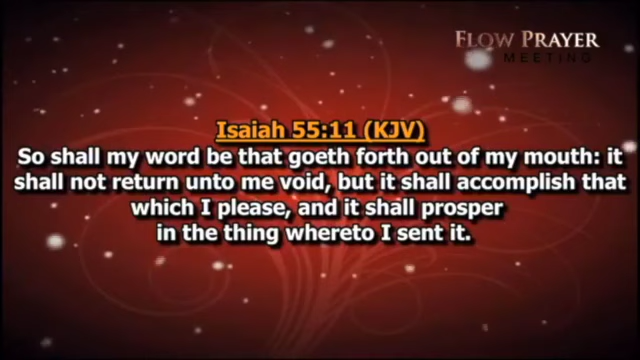 FLOW PRAYER
MEETING
Isaiah 55:11 (KJV)
So shall my word be that goeth forth out of my mouth: it
shall not return unto me void, but it shall accomplish that
which I please, and it shall prosper
in the thing whereto I sent it.